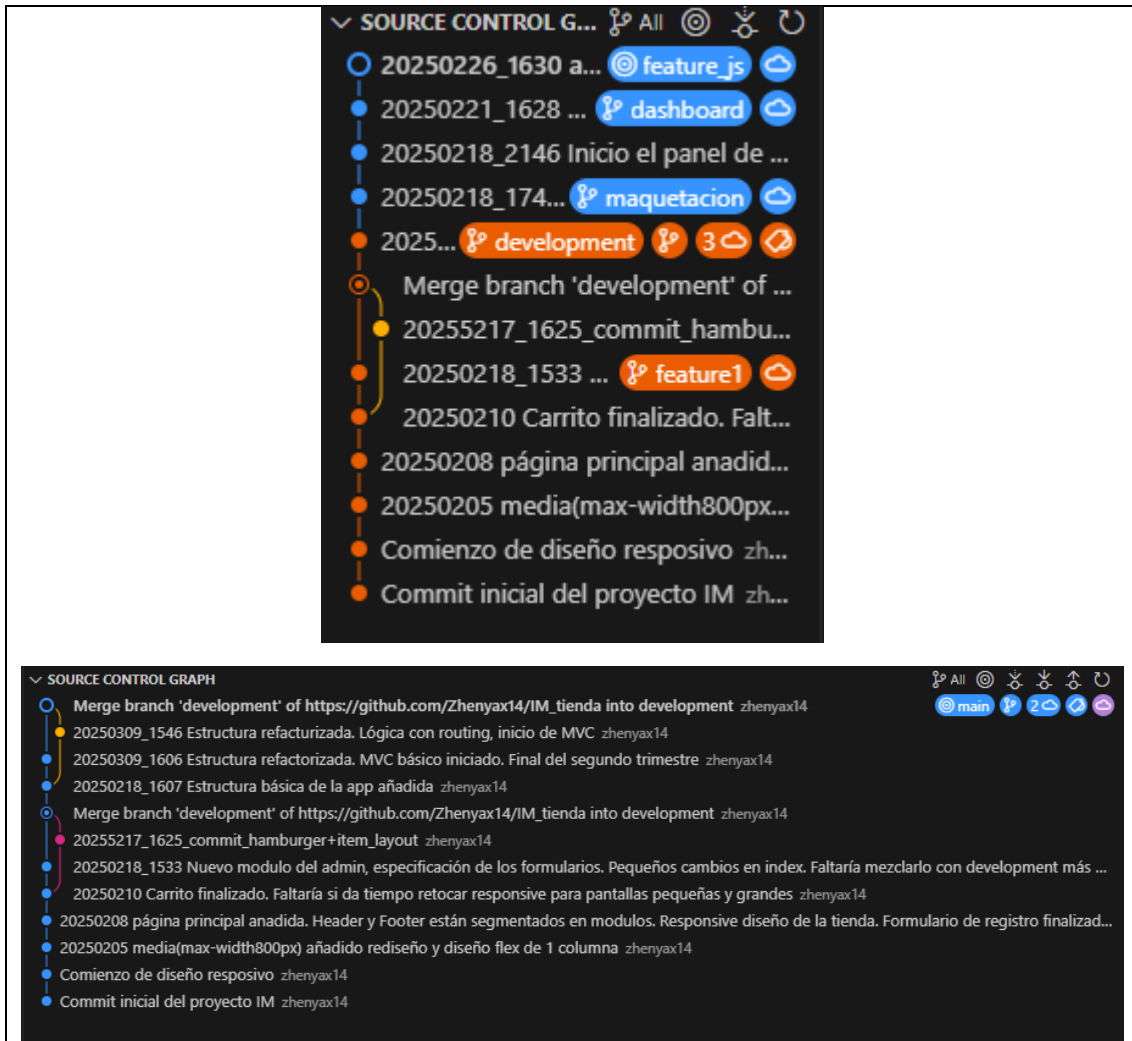 SOURCE CONTROL G... All
20250226_1630 a... feature_js
20250221_1628 ... dashboard
20250218_2146 Inicio el panel de ...
20250218_174... maquetacion
2025... development 3
Merge branch 'development' of ...
20255217_1625_commit_hambu...
20250218_1533 ... feature1
20250210 Carrito finalizado. Falt...
20250208 página principal anadid...
20250205 media(max-width800px...
Comienzo de diseño resposivo zh...
Commit inicial del proyecto IM zh...
SOURCE CONTROL GRAPH All
Merge branch 'development' of https://github.com/Zhenyax14/IM_tienda into development zhenyax14 main 2
20250309_1546 Estructura refacturizada. Lógica con routing, inicio de MVC zhenyax14
20250309_1606 Estructura refactorizada. MVC básico iniciado. Final del segundo trimestre zhenyax14
20250218_1607 Estructura básica de la app añadida zhenyax14
Merge branch 'development' of https://github.com/Zhenyax14/IM_tienda into development zhenyax14
20255217_1625_commit_hamburger+item_layout zhenyax14
20250218_1533 Nuevo modulo del admin, especificación de los formularios. Pequeños cambios en index. Faltaría mezclarlo con development más ...
20250210 Carrito finalizado. Faltaría si da tiempo retocar responsive para pantallas pequeñas y grandes zhenyax14
20250208 página principal anadida. Header y Footer están segmentados en modulos. Responsive diseño de la tienda. Formulario de registro finalizad...
20250205 media(max-width800px) añadido rediseño y diseño flex de 1 columna zhenyax14
Comienzo de diseño resposivo zhenyax14
Commit inicial del proyecto IM zhenyax14